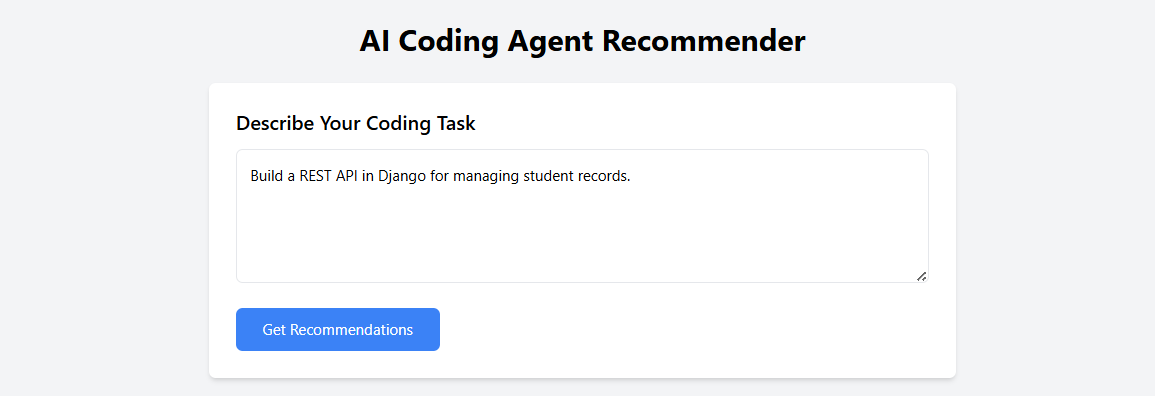 AI Coding Agent Recommender
Describe Your Coding Task
Build a REST API in Django for managing student records.
Get Recommendations